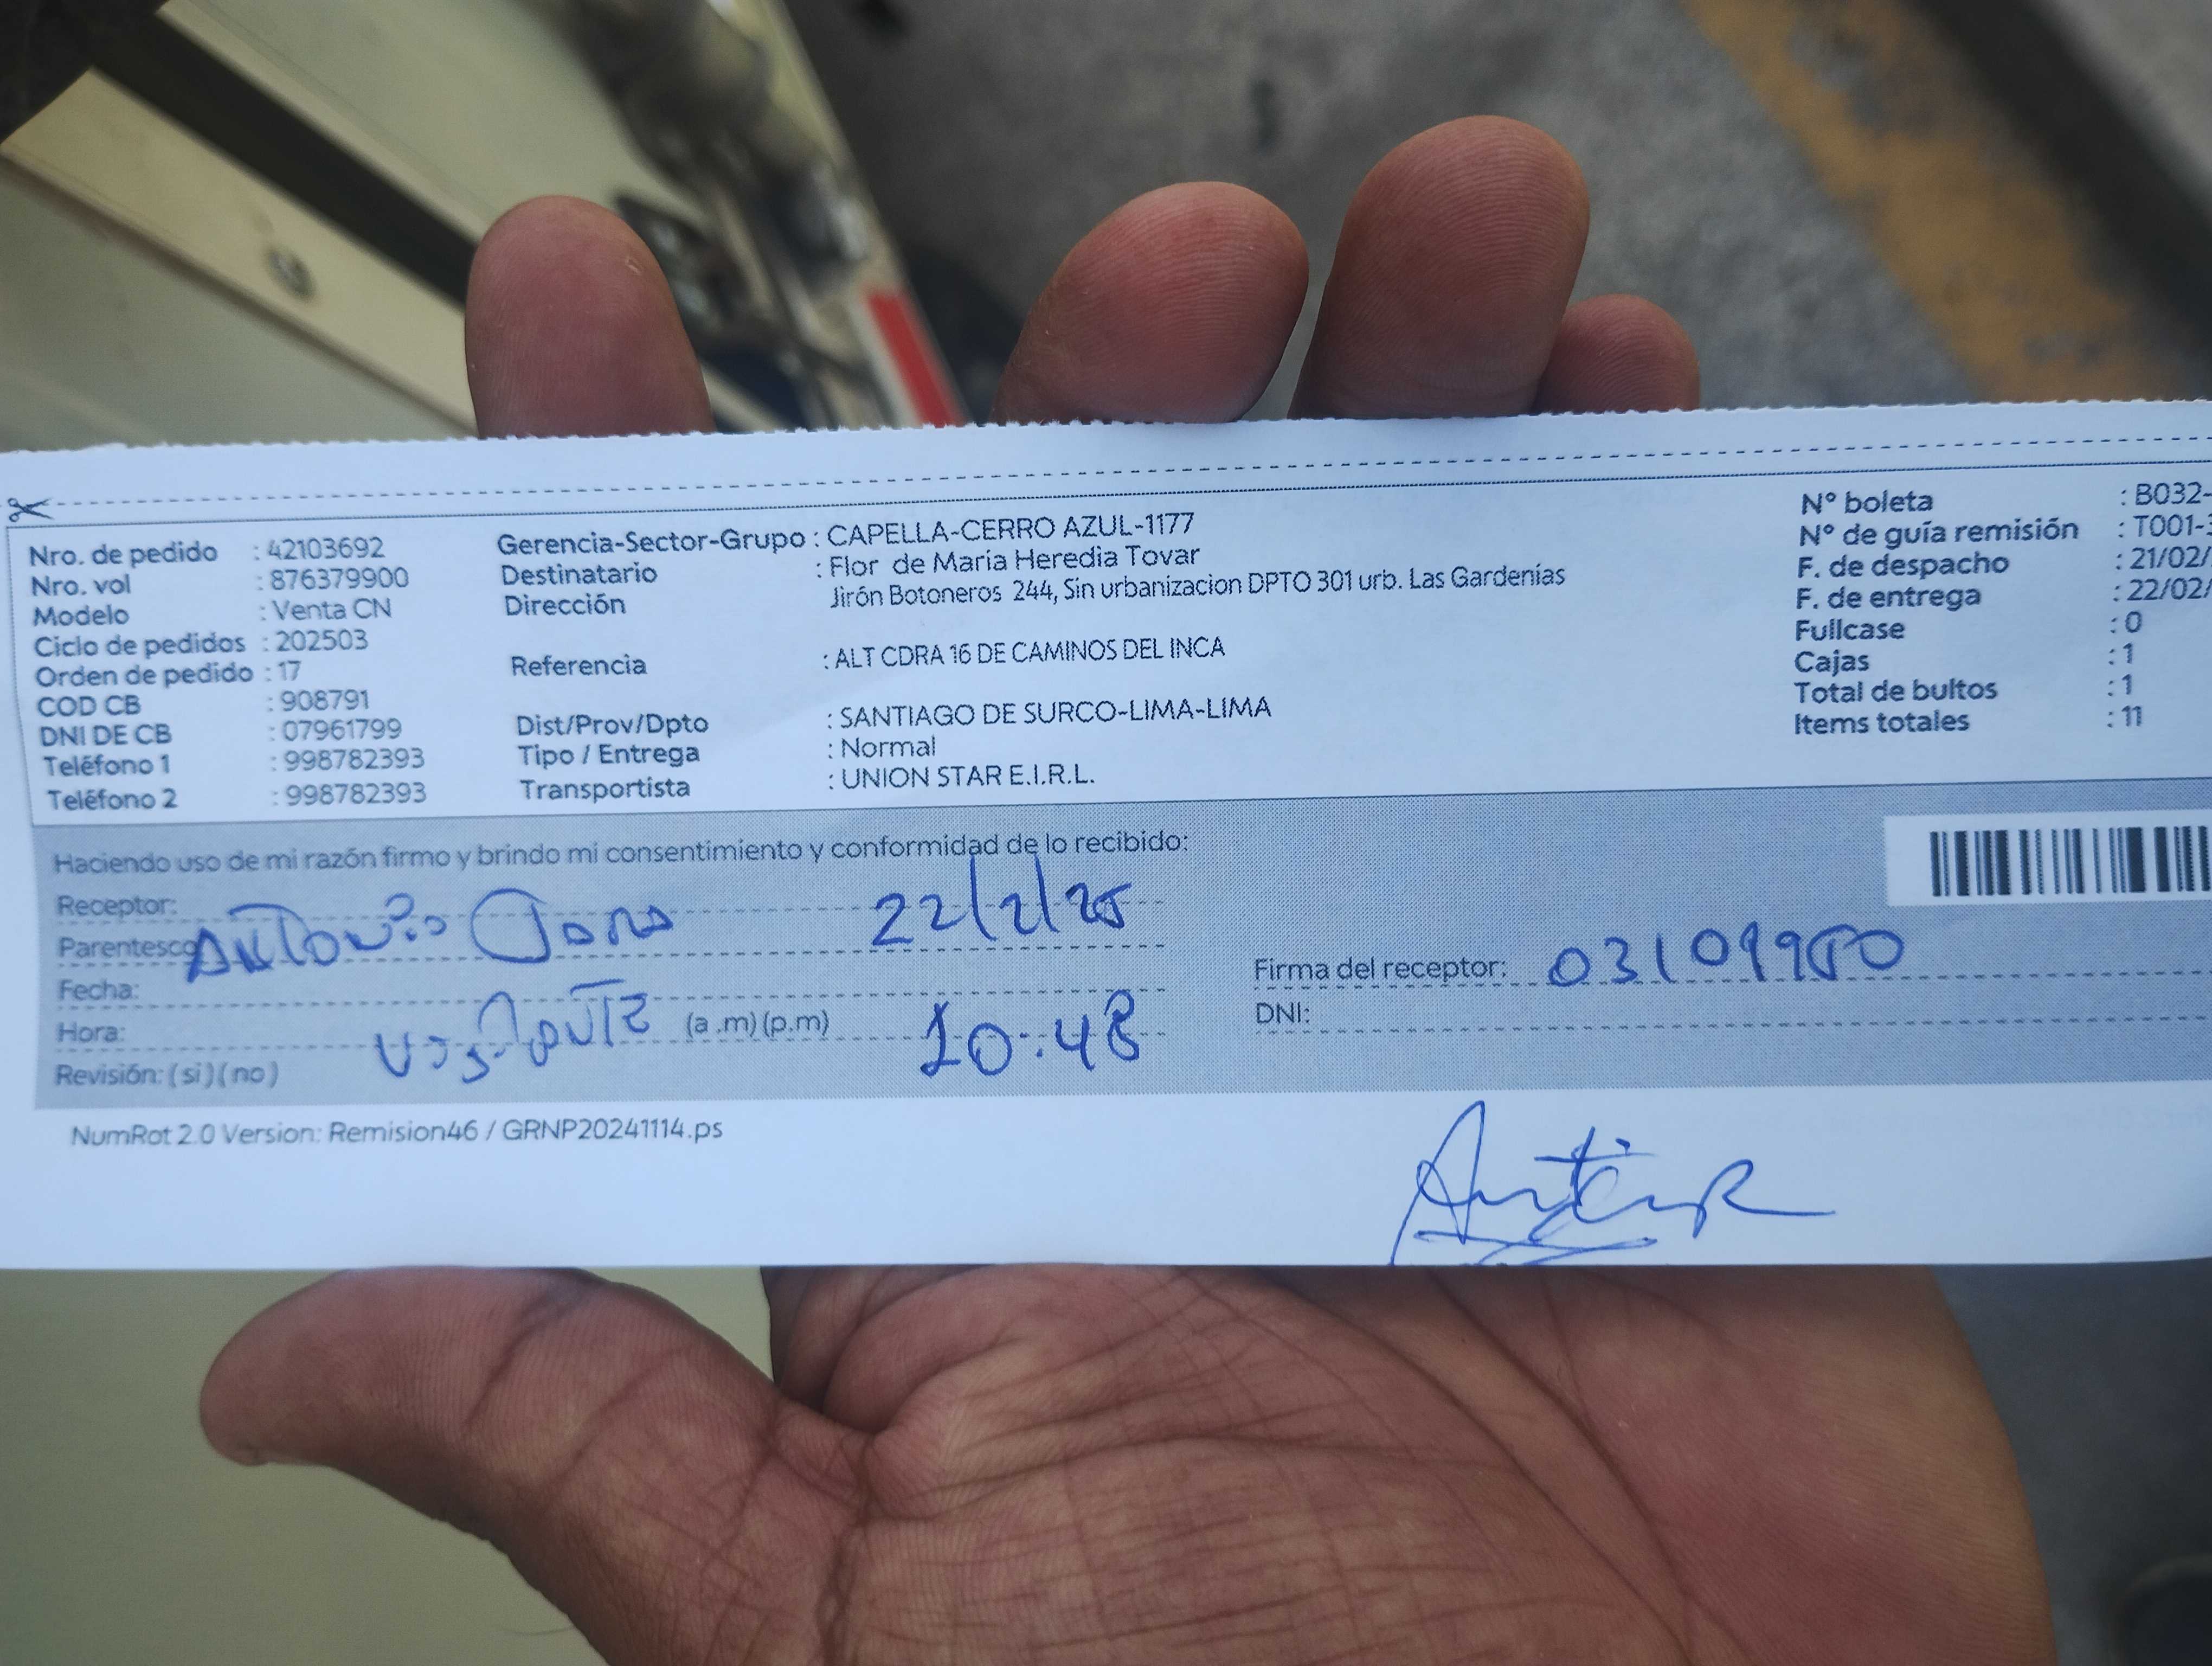 Nro. de pedido : 42103692
Nro. vol : 876379900
Modelo : Venta CN
Ciclo de pedidos : 202503
Orden de pedido : 17
COD CB : 908791
DNI DE CB : 07961799
Teléfono 1 : 998782393
Teléfono 2 : 998782393
Gerencia-Sector-Grupo : CAPELLA-CERRO AZUL-1177
Destinatario : Flor de María Heredia Tovar
Dirección Jirón Botoneros 244, Sin urbanizacion DPTO 301 urb. Las Gardenias
Referencia : ALT CDRA 16 DE CAMINOS DEL INCA
Dist/Prov/Dpto : SANTIAGO DE SURCO-LIMA-LIMA
Tipo / Entrega : Normal
Transportista : UNION STAR E.I.R.L.
N° boleta : B032-
N° de guía remisión : T001-
F. de despacho : 21/02/
F. de entrega : 22/02/
Fullcase : 0
Cajas : 1
Total de bultos : 1
Items totales : 11
Haciendo uso de mi razón firmo y brindo mi consentimiento y conformidad de lo recibido:
Receptor:
Antonio 22/2/25
Parentesco
Fecha:
Hora: (a .m) (p.m) 10:48
Revisión: (si) (no)
Firma del receptor:
DNI:
NumRot 2.0 Version: Remision46 / GRNP20241114.ps